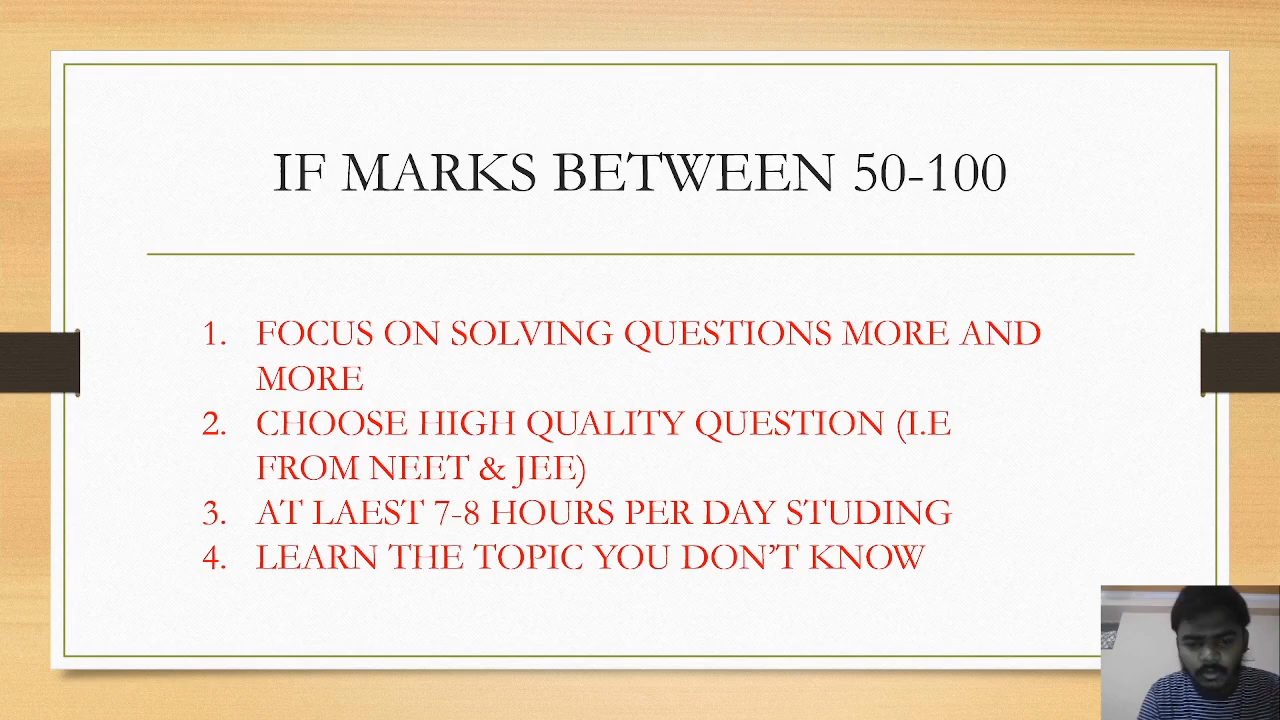 IF MARKS BETWEEN 50-100
1. FOCUS ON SOLVING QUESTIONS MORE AND
MORE
2. CHOOSE HIGH QUALITY QUESTION (I.E
FROM NEET & JEE)
3. AT LAEST 7-8 HOURS PER DAY STUDING
4. LEARN THE TOPIC YOU DON’T KNOW